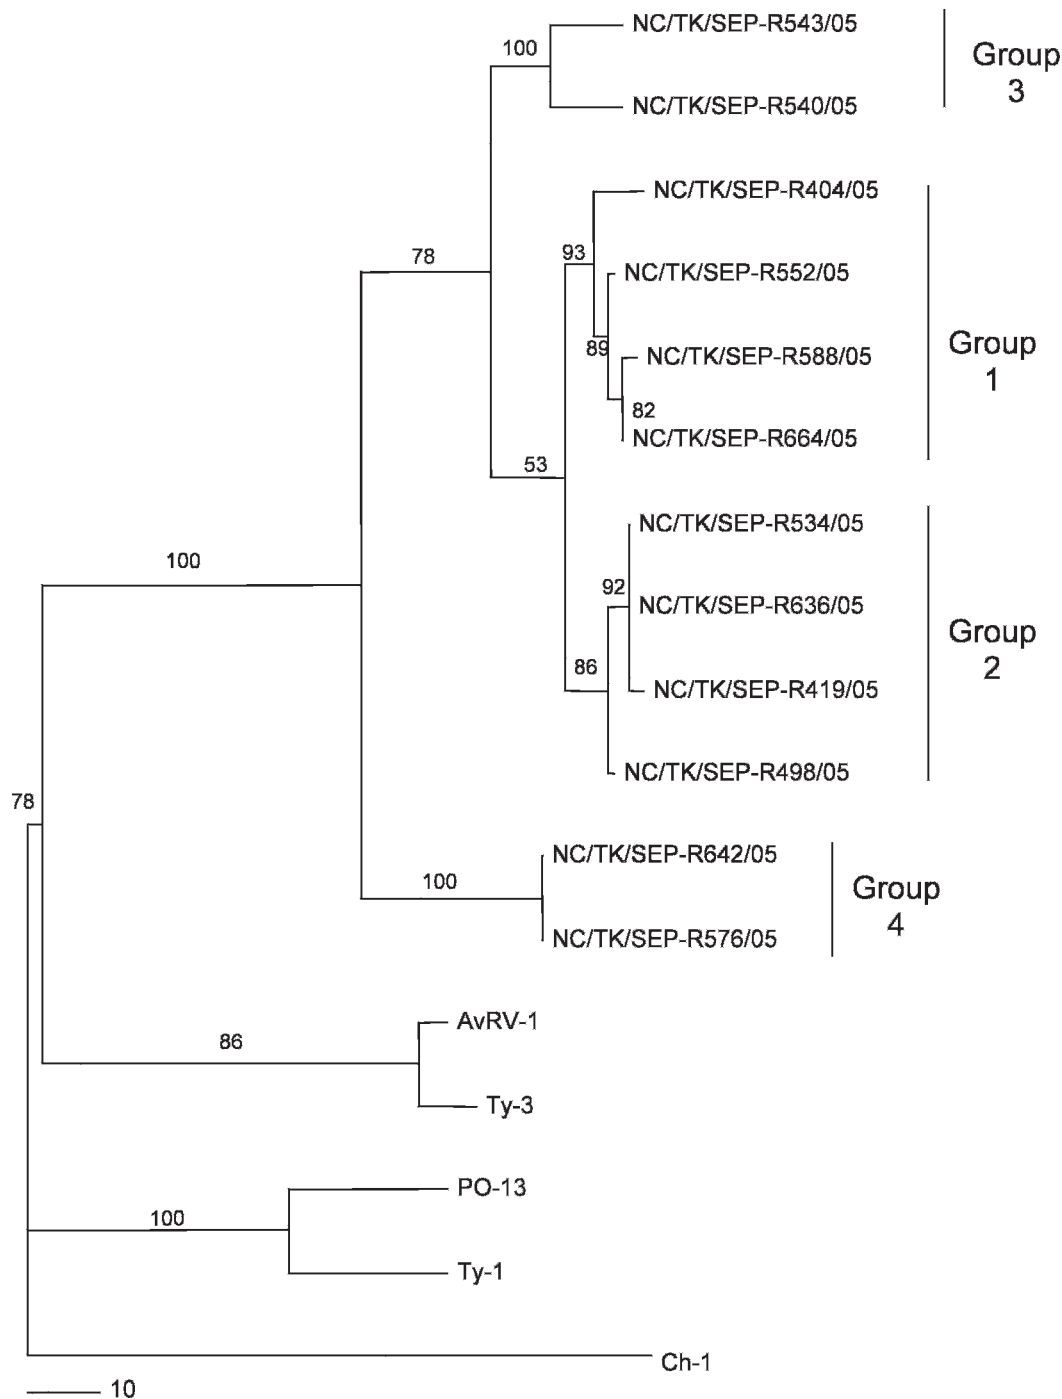 NC/TK/SEP-R543/05
100
Group
3
NC/TK/SEP-R540/05
NC/TK/SEP-R404/05
78
93
NC/TK/SEP-R552/05
89
NC/TK/SEP-R588/05
Group
1
82
NC/TK/SEP-R664/05
53
NC/TK/SEP-R534/05
100
92
NC/TK/SEP-R636/05
Group
2
86
NC/TK/SEP-R419/05
NC/TK/SEP-R498/05
78
NC/TK/SEP-R642/05
100
Group
4
NC/TK/SEP-R576/05
AvRV-1
86
Ty-3
PO-13
100
Ty-1
Ch-1
10